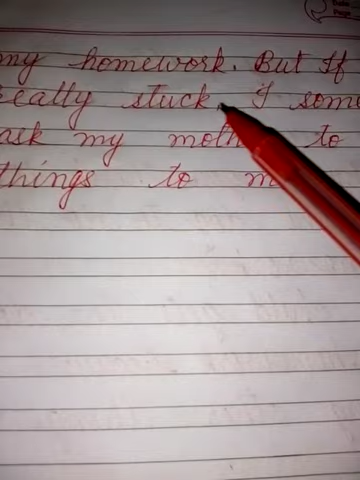 my homework. But If
really stuck I some
ask my moth to
things to m